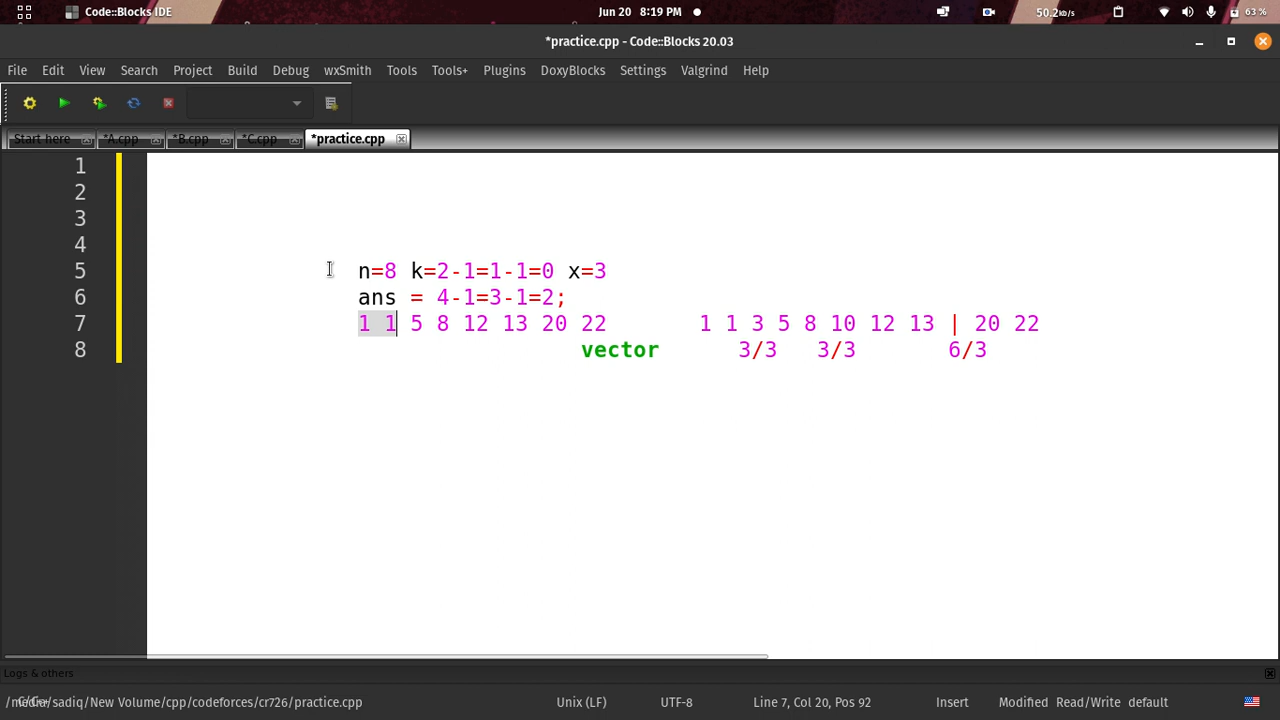 Code::Blocks IDE Jun 20 8:19 PM 50.2kb/s 63 %
*practice.cpp - Code::Blocks 20.03
File Edit View Search Project Build Debug wxSmith Tools Tools+ Plugins DoxyBlocks Settings Valgrind Help
Start here *A.cpp *B.cpp *C.cpp *practice.cpp
1
2
3
4
5 n=8 k=2-1=1-1=0 x=3
6 ans = 4-1=3-1=2;
7 1 1 5 8 12 13 20 22 1 1 3 5 8 10 12 13 | 20 22
8 vector 3/3 3/3 6/3
Logs & others
/media/sadiq/New Volume/cpp/codeforces/cr726/practice.cpp Unix (LF) UTF-8 Line 7, Col 20, Pos 92 Insert Modified Read/Write default